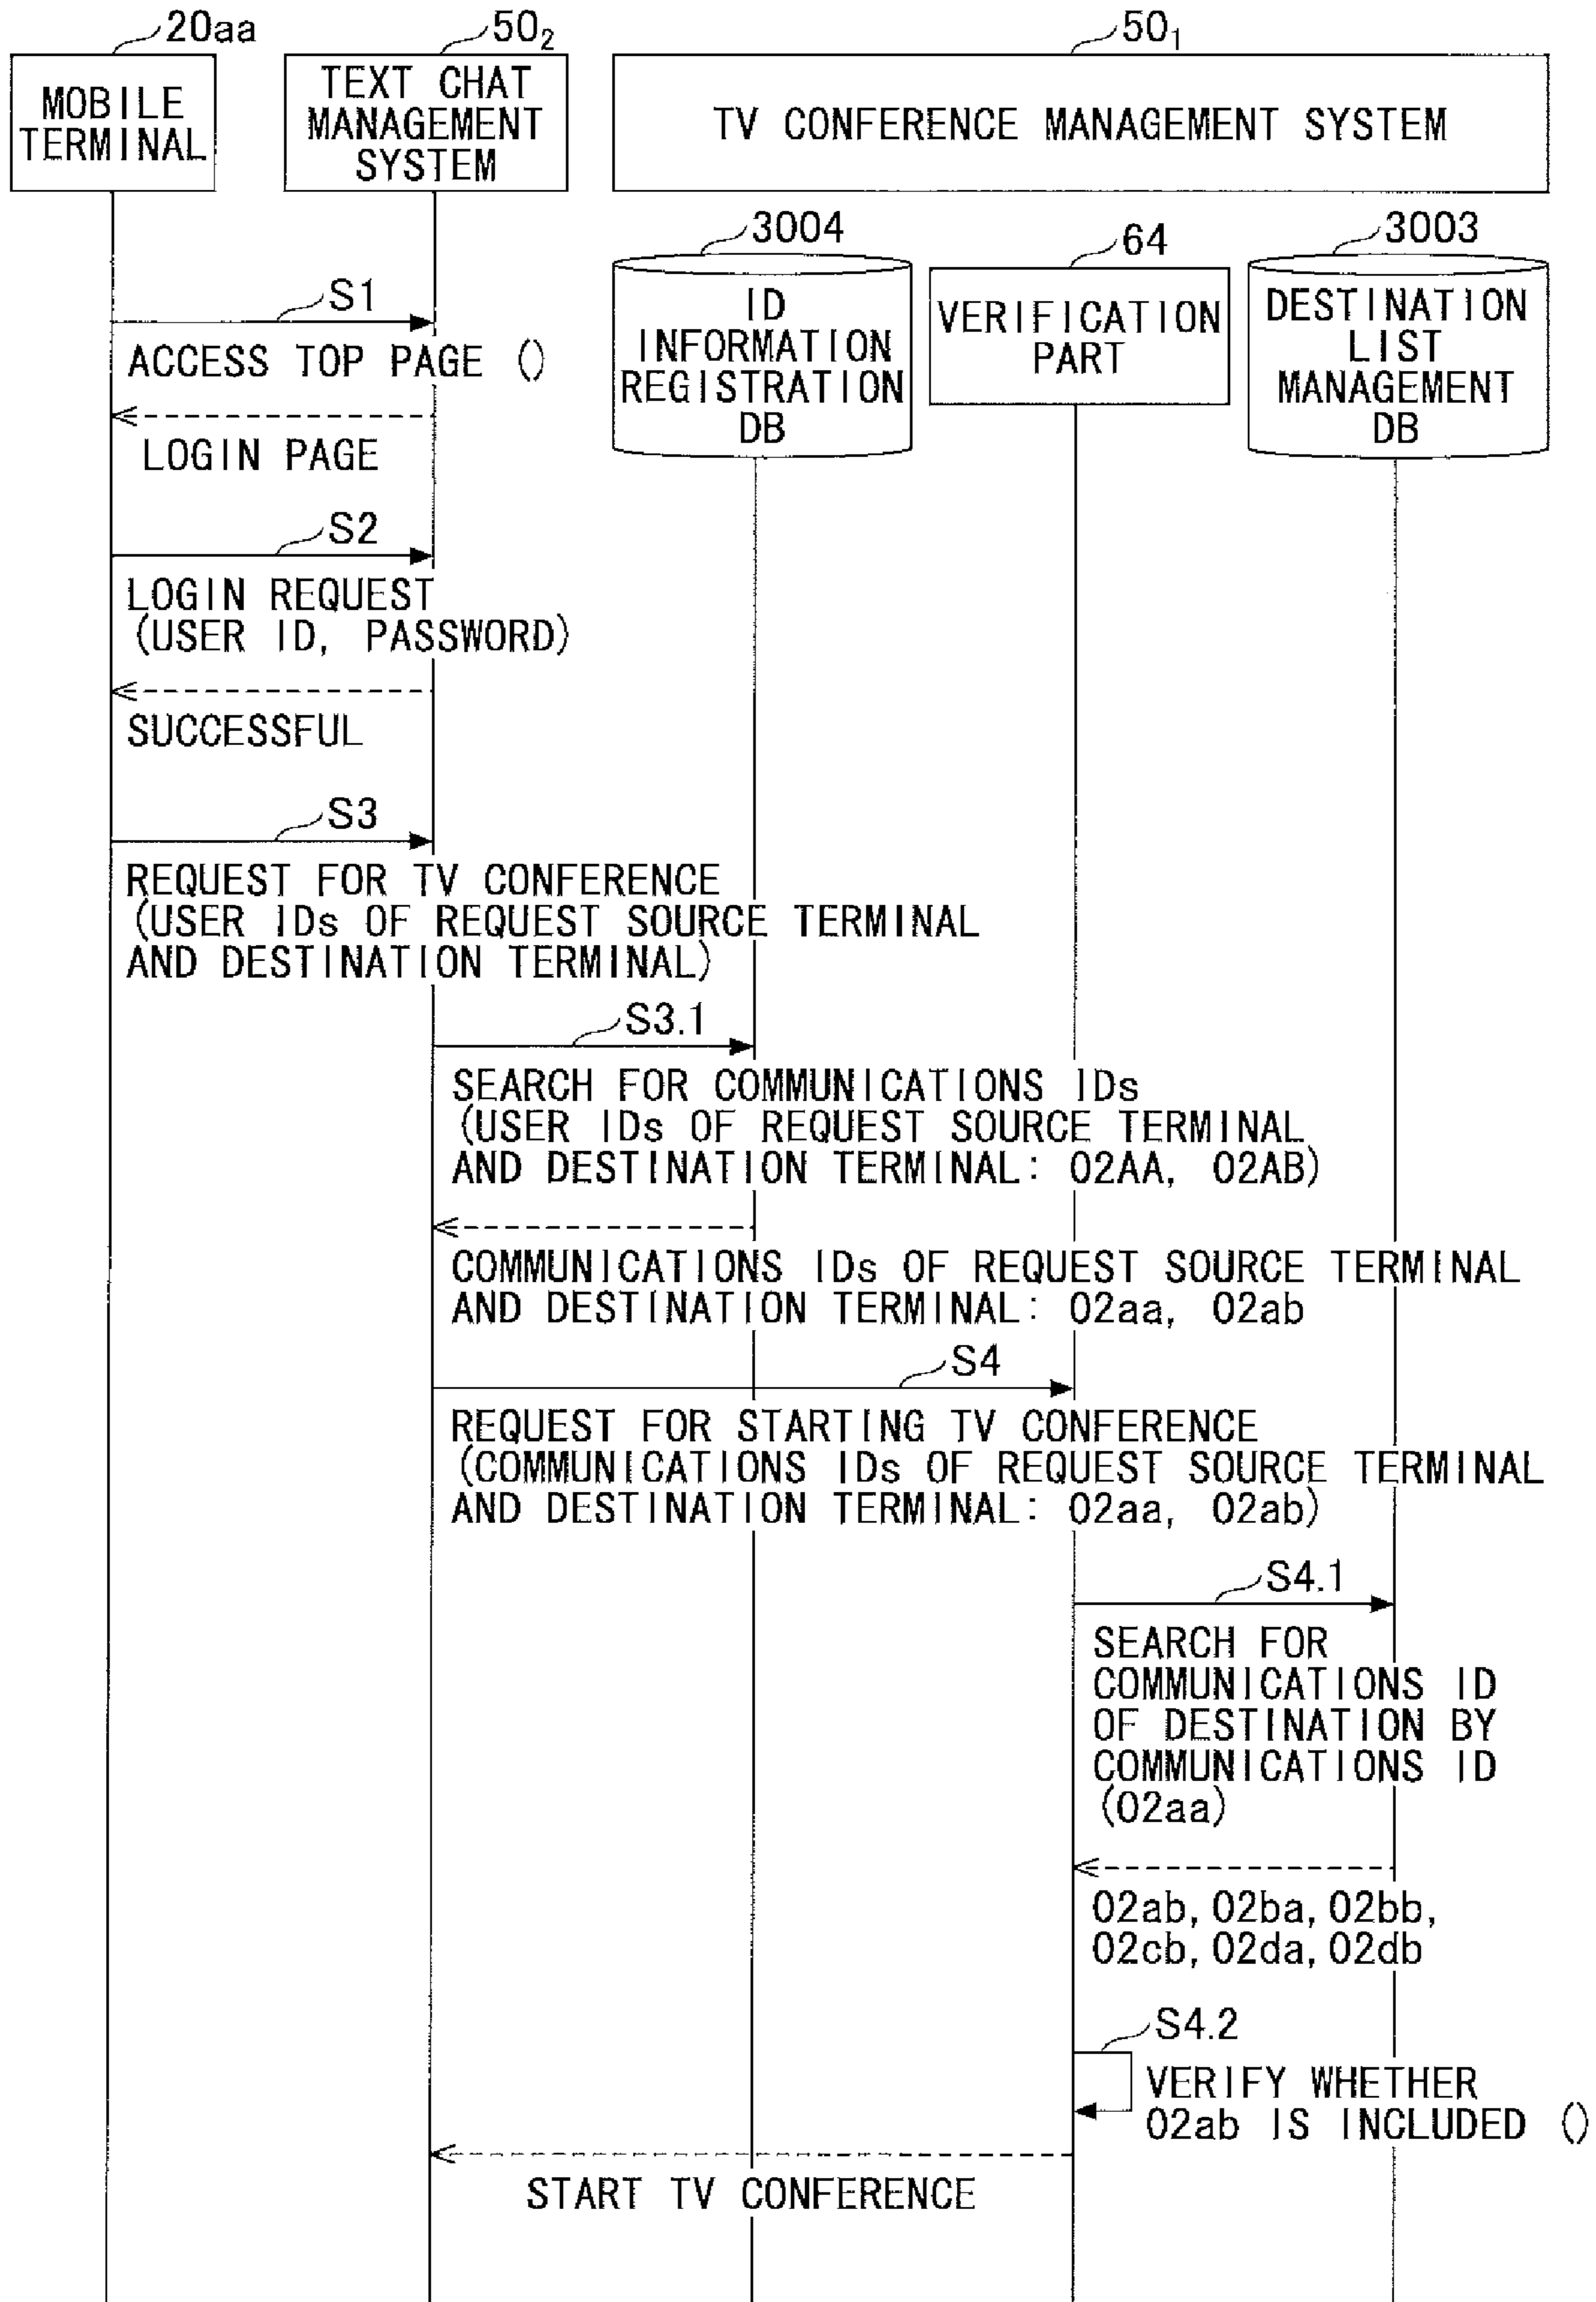 20aa
50₂
50₁
MOBILE
TERMINAL
TEXT CHAT
MANAGEMENT
SYSTEM
TV CONFERENCE MANAGEMENT SYSTEM
3004
64
3003
ID
INFORMATION
REGISTRATION
DB
VERIFICATION
PART
DESTINATION
LIST
MANAGEMENT
DB
S1
ACCESS TOP PAGE ()
LOGIN PAGE
S2
LOGIN REQUEST
(USER ID, PASSWORD)
SUCCESSFUL
S3
REQUEST FOR TV CONFERENCE
(USER IDs OF REQUEST SOURCE TERMINAL
AND DESTINATION TERMINAL)
S3.1
SEARCH FOR COMMUNICATIONS IDs
(USER IDs OF REQUEST SOURCE TERMINAL
AND DESTINATION TERMINAL: 02AA, 02AB)
COMMUNICATIONS IDs OF REQUEST SOURCE TERMINAL
AND DESTINATION TERMINAL: 02aa, 02ab
S4
REQUEST FOR STARTING TV CONFERENCE
(COMMUNICATIONS IDs OF REQUEST SOURCE TERMINAL
AND DESTINATION TERMINAL: 02aa, 02ab)
S4.1
SEARCH FOR
COMMUNICATIONS ID
OF DESTINATION BY
COMMUNICATIONS ID
(02aa)
02ab, 02ba, 02bb,
02cb, 02da, 02db
S4.2
VERIFY WHETHER
02ab IS INCLUDED ()
START TV CONFERENCE